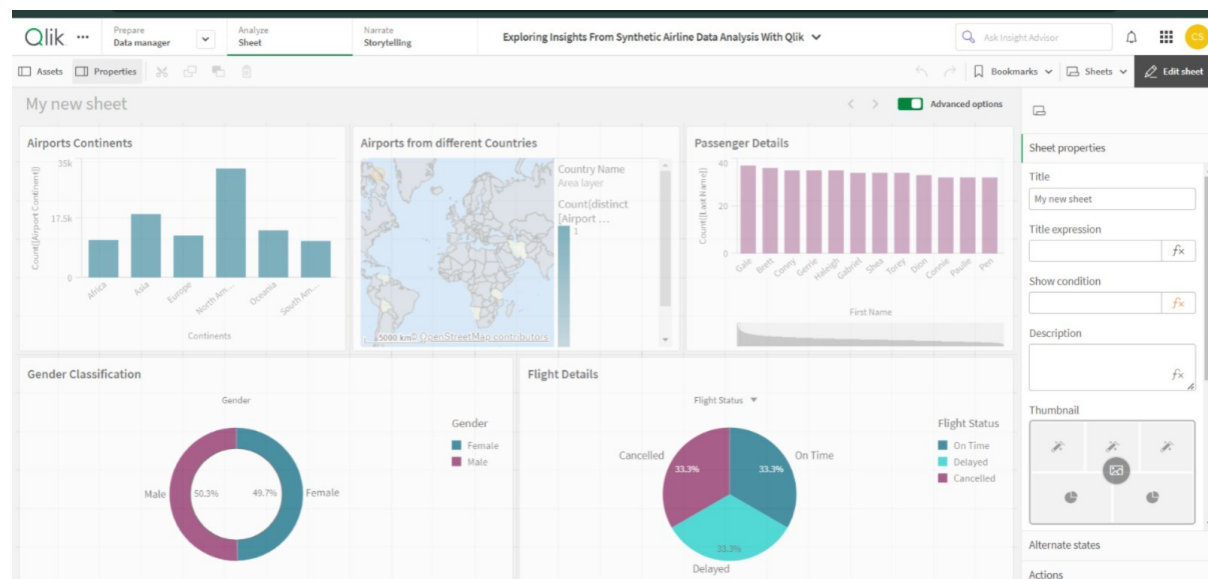 Qlik
Prepare
Data manager
Analyze
Sheet
Narrate
Storytelling
Exploring Insights From Synthetic Airline Data Analysis With Qlik
Ask Insight Advisor
CS
Assets
Properties
Bookmarks
Sheets
Edit sheet
My new sheet
Advanced options
Airports Continents
Count([Airport Continent])
35k
17.5k
0
Africa
Asia
Europe
North Am...
Oceania
South Am...
Continents
Airports from different Countries
5000 km
© OpenStreetMap contributors
Country Name
Area layer
Count(distinct
[Airport ...
1
Passenger Details
Count([Last Name])
40
20
0
Gale
Brett
Conny
Gerrie
Haleigh
Gabriel
Shea
Torey
Dion
Connie
Paulie
Pen
First Name
Gender Classification
Gender
Male
50.3%
49.7%
Female
Gender
Female
Male
Flight Details
Flight Status
Cancelled
33.3%
33.3%
On Time
33.3%
Delayed
Flight Status
On Time
Delayed
Cancelled
Sheet properties
Title
My new sheet
Title expression
fx
Show condition
fx
Description
fx
Thumbnail
Alternate states
Actions